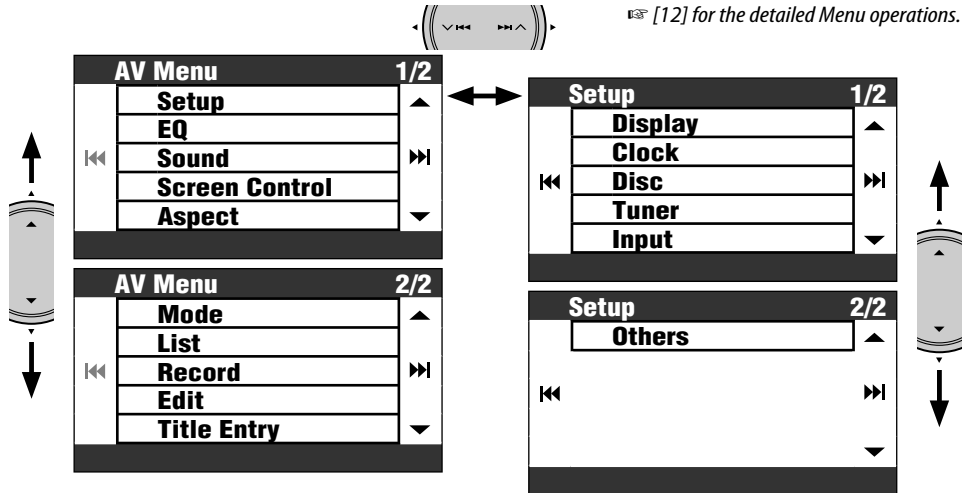 ☞ [12] for the detailed Menu operations.
AV Menu 1/2
Setup
EQ
Sound
Screen Control
Aspect
AV Menu 2/2
Mode
List
Record
Edit
Title Entry
Setup 1/2
Display
Clock
Disc
Tuner
Input
Setup 2/2
Others